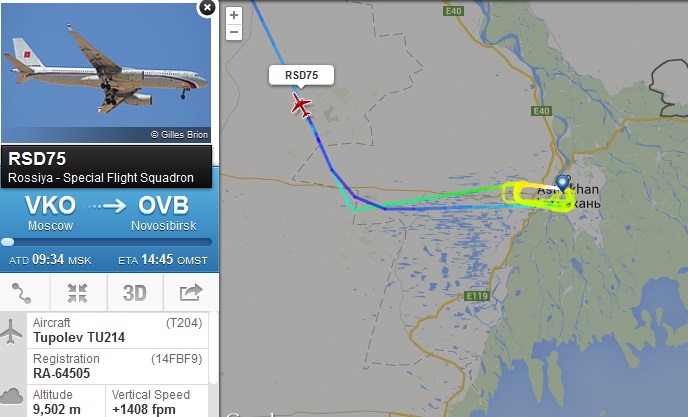 © Gilles Brion
RSD75
Rossiya - Special Flight Squadron
VKO OVB
Moscow Novosibirsk
ATD 09:34 MSK ETA 14:45 OMST
3D
Aircraft (T204)
Tupolev TU214
Registration (14FBF9)
RA-64505
Altitude Vertical Speed
9,502 m +1408 fpm
E40
RSD75
E40
E119